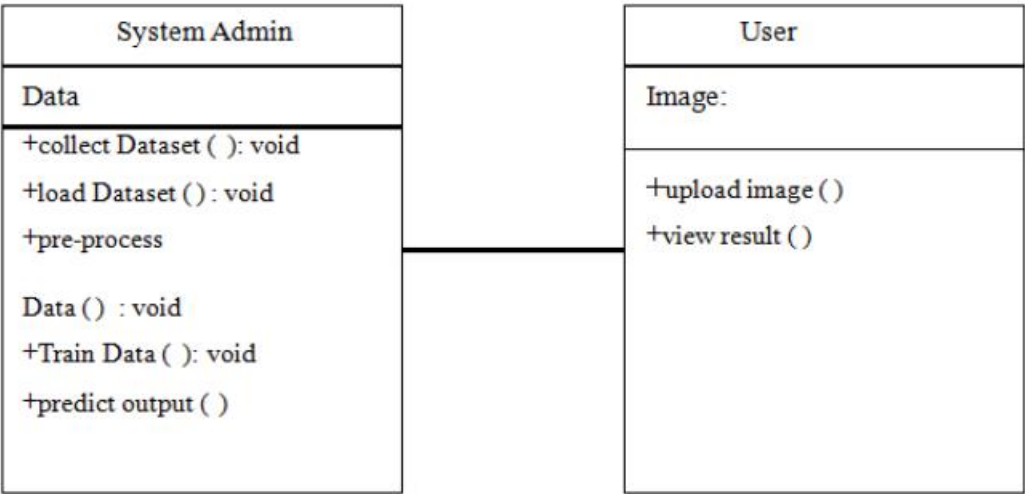 System Admin
Data
+collect Dataset ( ): void
+load Dataset () : void
+pre-process
Data ()  : void
+Train Data ( ): void
+predict output ( )
User
Image:
+upload image ( )
+view result ( )